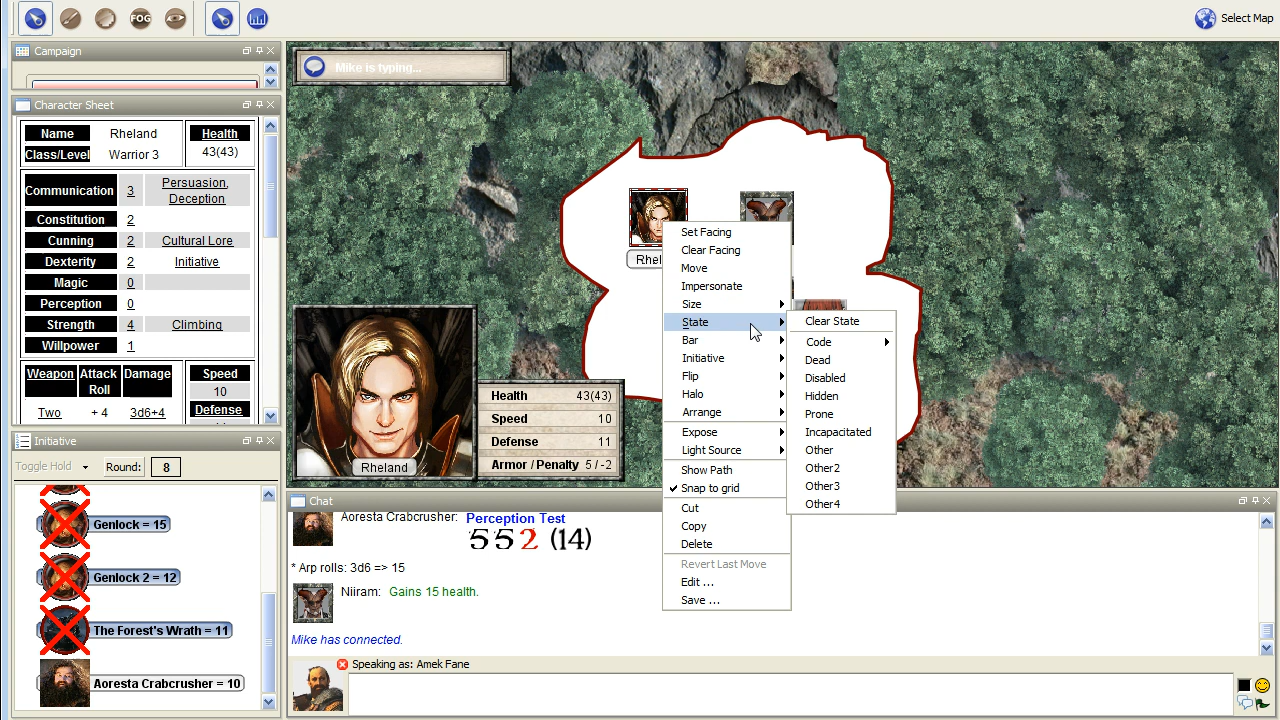 FOG
Select Map
Campaign
Character Sheet
Name Rheland Health
Class/Level Warrior 3 43(43)
Communication 3 Persuasion, Deception
Constitution 2
Cunning 2 Cultural Lore
Dexterity 2 Initiative
Magic 0
Perception 0
Strength 4 Climbing
Willpower 1
Weapon Attack Roll Damage Speed
10
Two + 4 3d6+4 Defense
Initiative
Toggle Hold Round: 8
Genlock = 15
Genlock 2 = 12
The Forest's Wrath = 11
Aoresta Crabcrusher = 10
Mike is typing...
Rhel
Rheland
Health 43(43)
Speed 10
Defense 11
Armor / Penalty 5 / -2
Set Facing
Clear Facing
Move
Impersonate
Size
State
Bar
Initiative
Flip
Halo
Arrange
Expose
Light Source
Show Path
Snap to grid
Cut
Copy
Delete
Revert Last Move
Edit ...
Save ...
Clear State
Code
Dead
Disabled
Hidden
Prone
Incapacitated
Other
Other2
Other3
Other4
Chat
Aoresta Crabcrusher: Perception Test
5 5 2 (14)
* Arp rolls: 3d6 => 15
Niiram: Gains 15 health.
Mike has connected.
Speaking as: Amek Fane